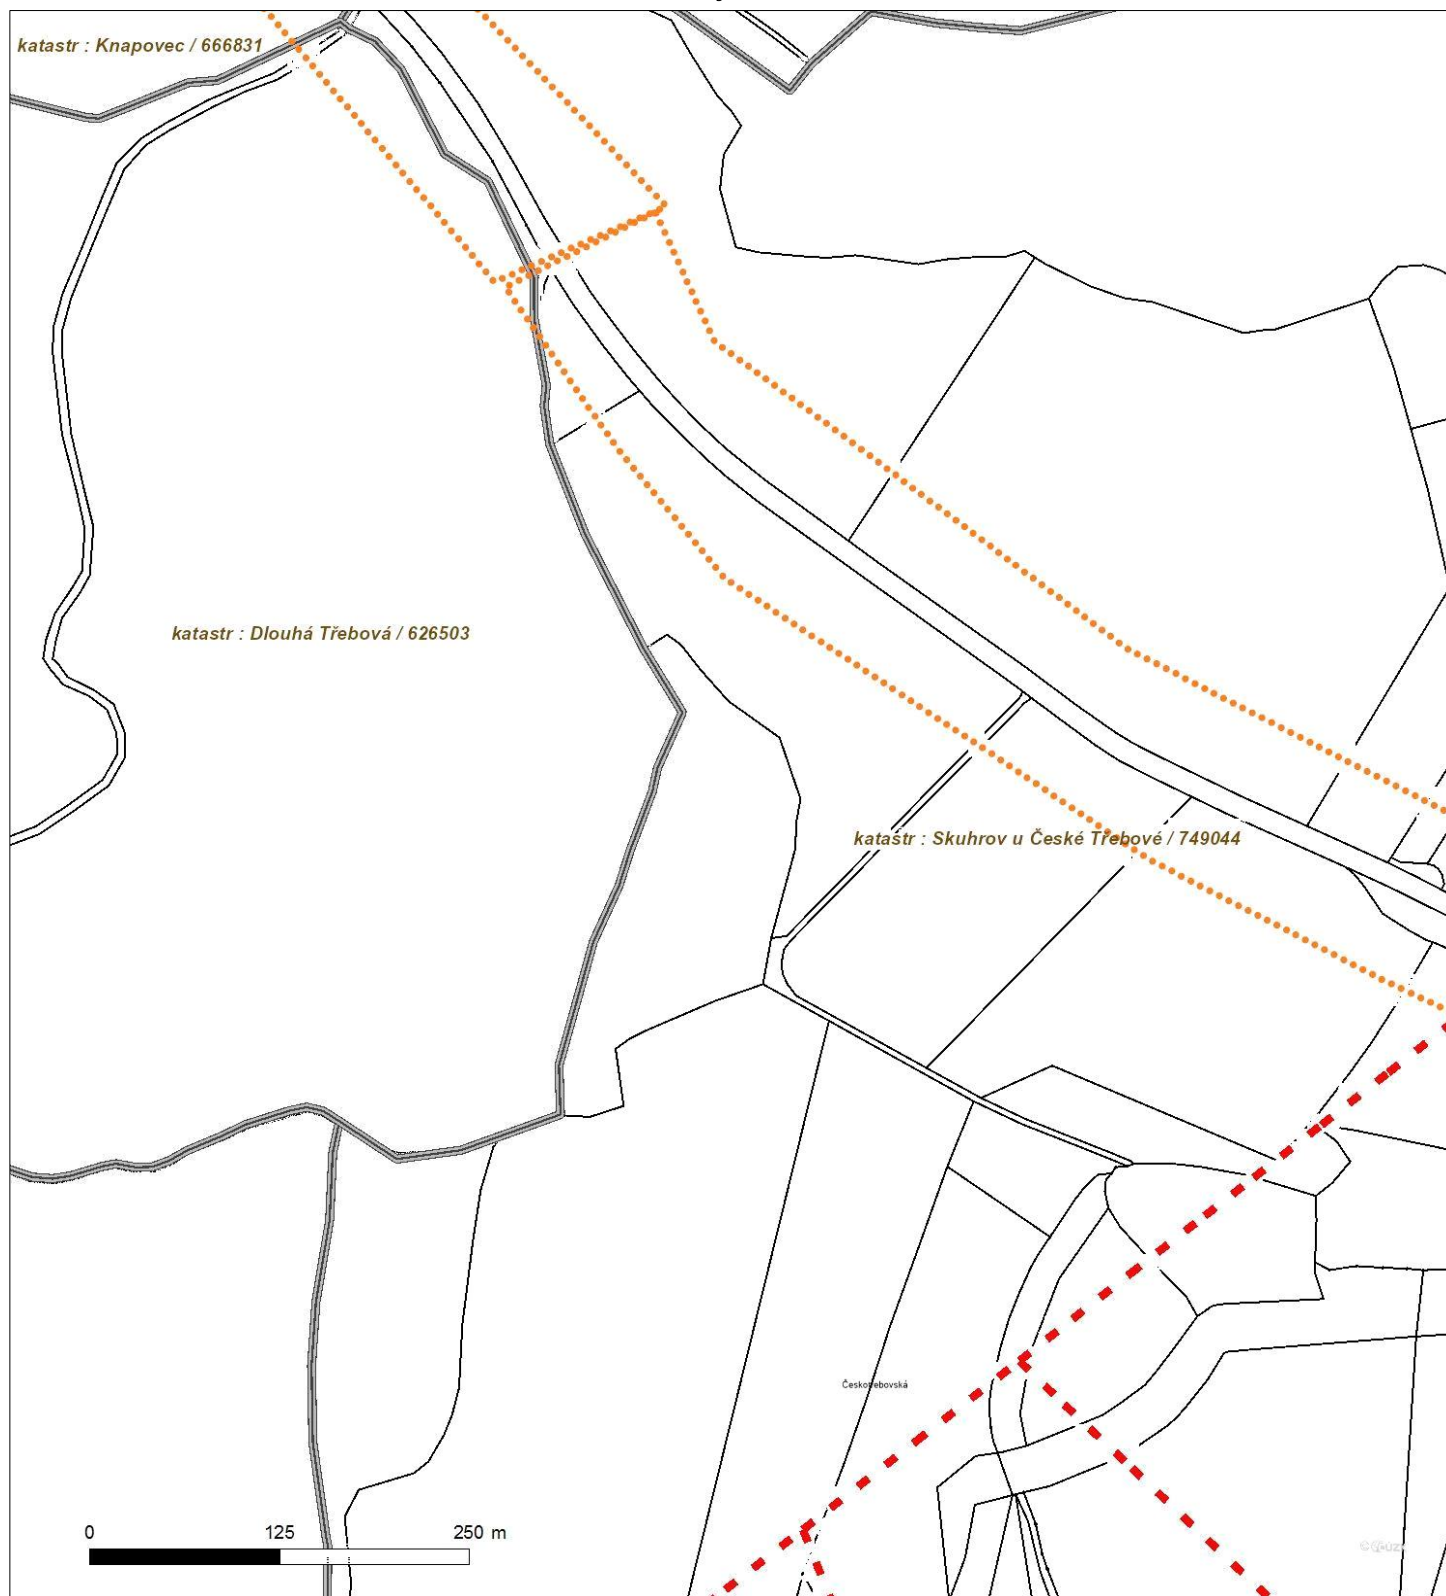 katastr : Knapovec / 666831
katastr : Dlouhá Třebová / 626503
katastr : Skuhrov u České Třebové / 749044
0 125 250 m